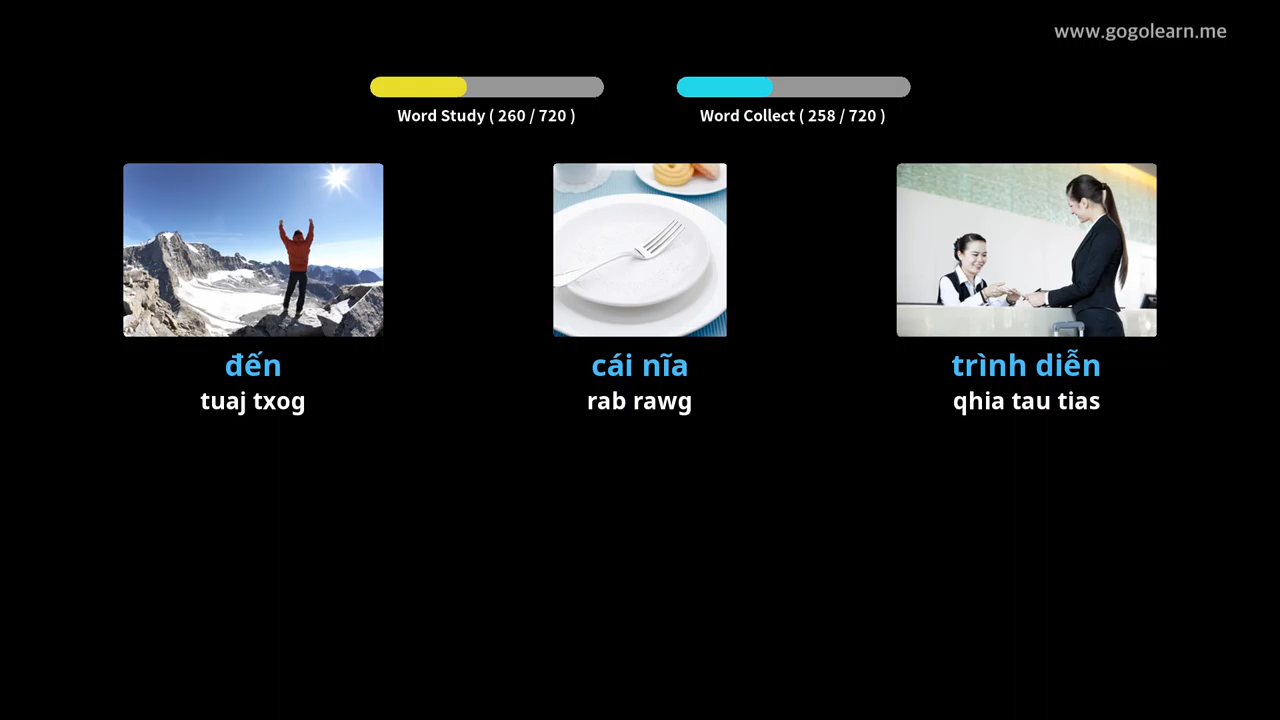 www.gogolearn.me
Word Study ( 260 / 720 )
Word Collect ( 258 / 720 )
đến
tuaj txog
cái nĩa
rab rawg
trình diễn
qhia tau tias